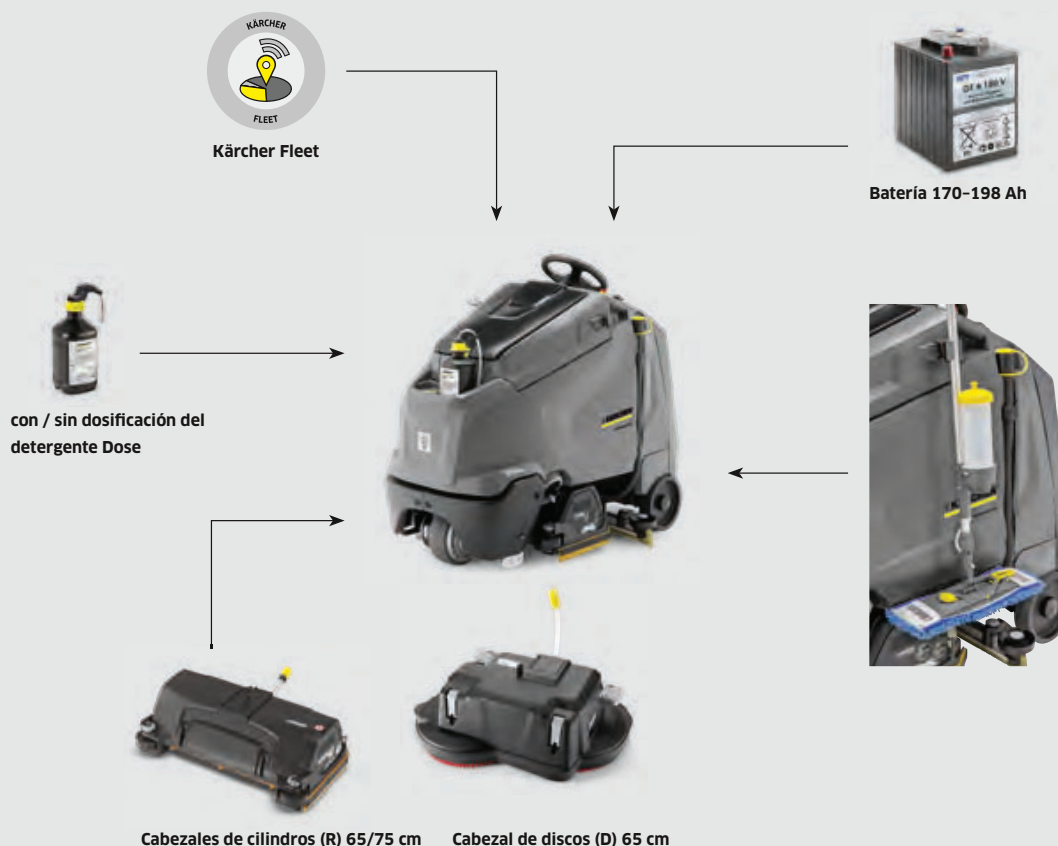 KÄRCHER
FLEET
Kärcher Fleet
Batería 170–198 Ah
con / sin dosificación del
detergente Dose
KÄRCHER
Cabezales de cilindros (R) 65/75 cm
Cabezal de discos (D) 65 cm